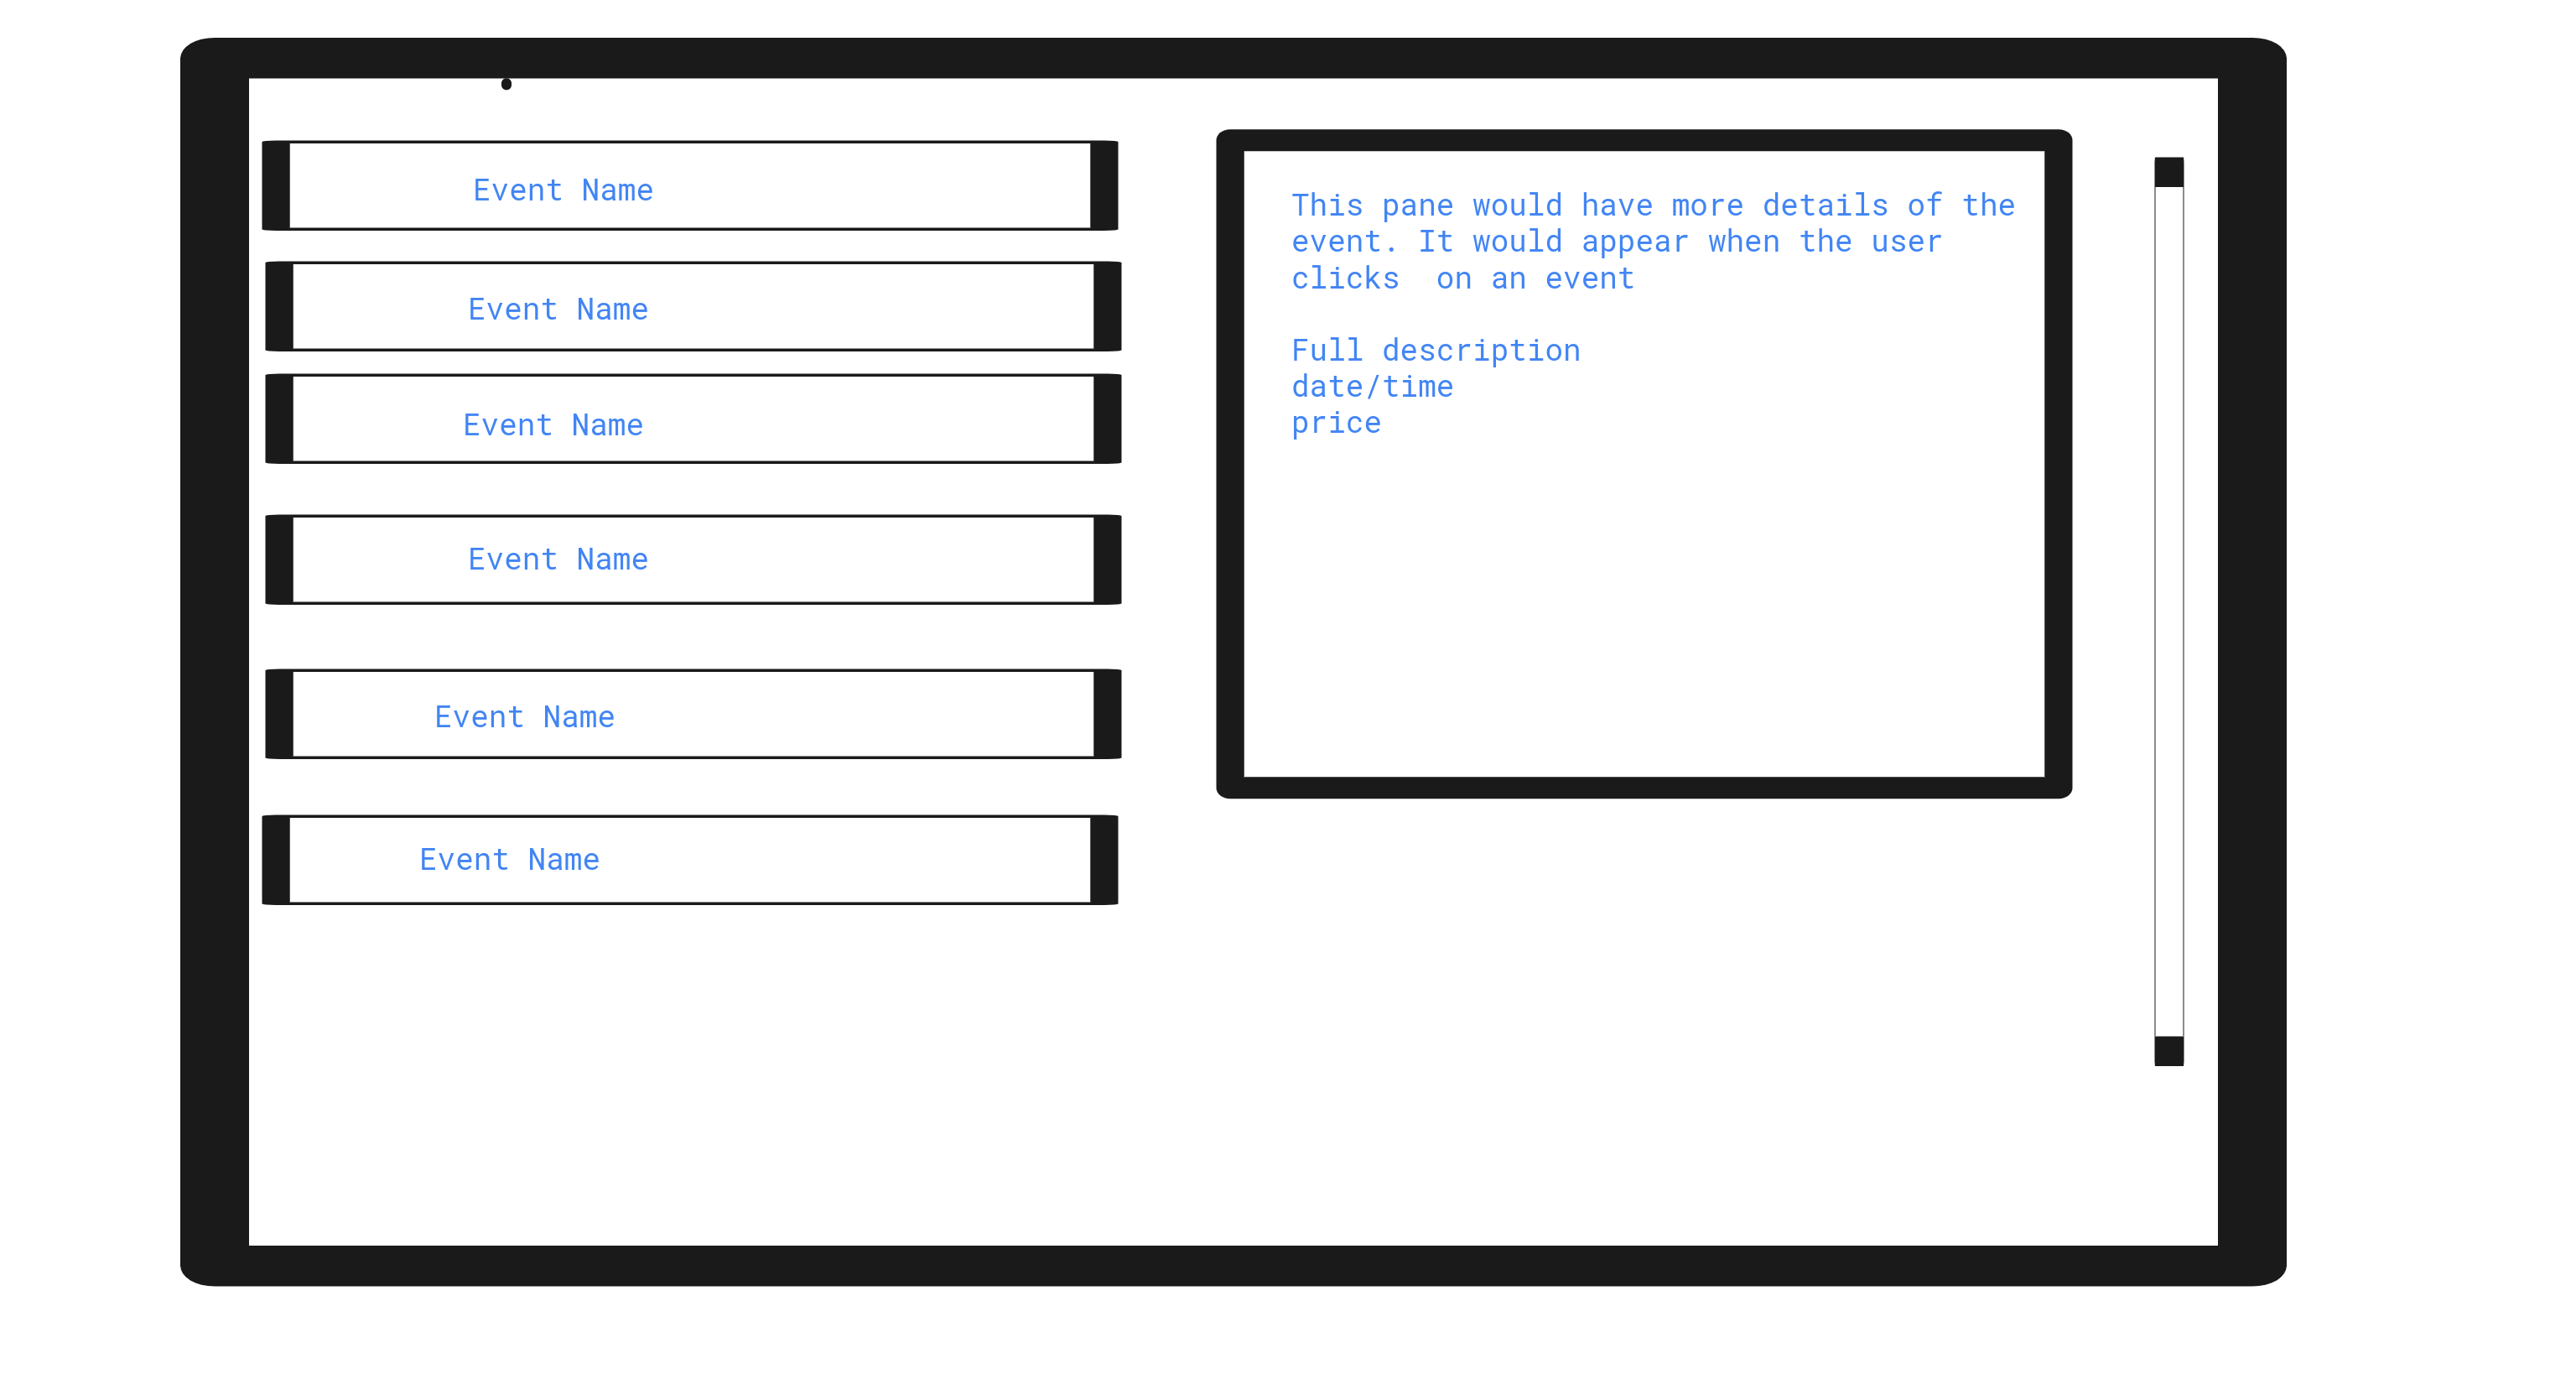 Event Name
Event Name
Event Name
Event Name
Event Name
Event Name
This pane would have more details of the
event. It would appear when the user
clicks  on an event
Full description
date/time
price